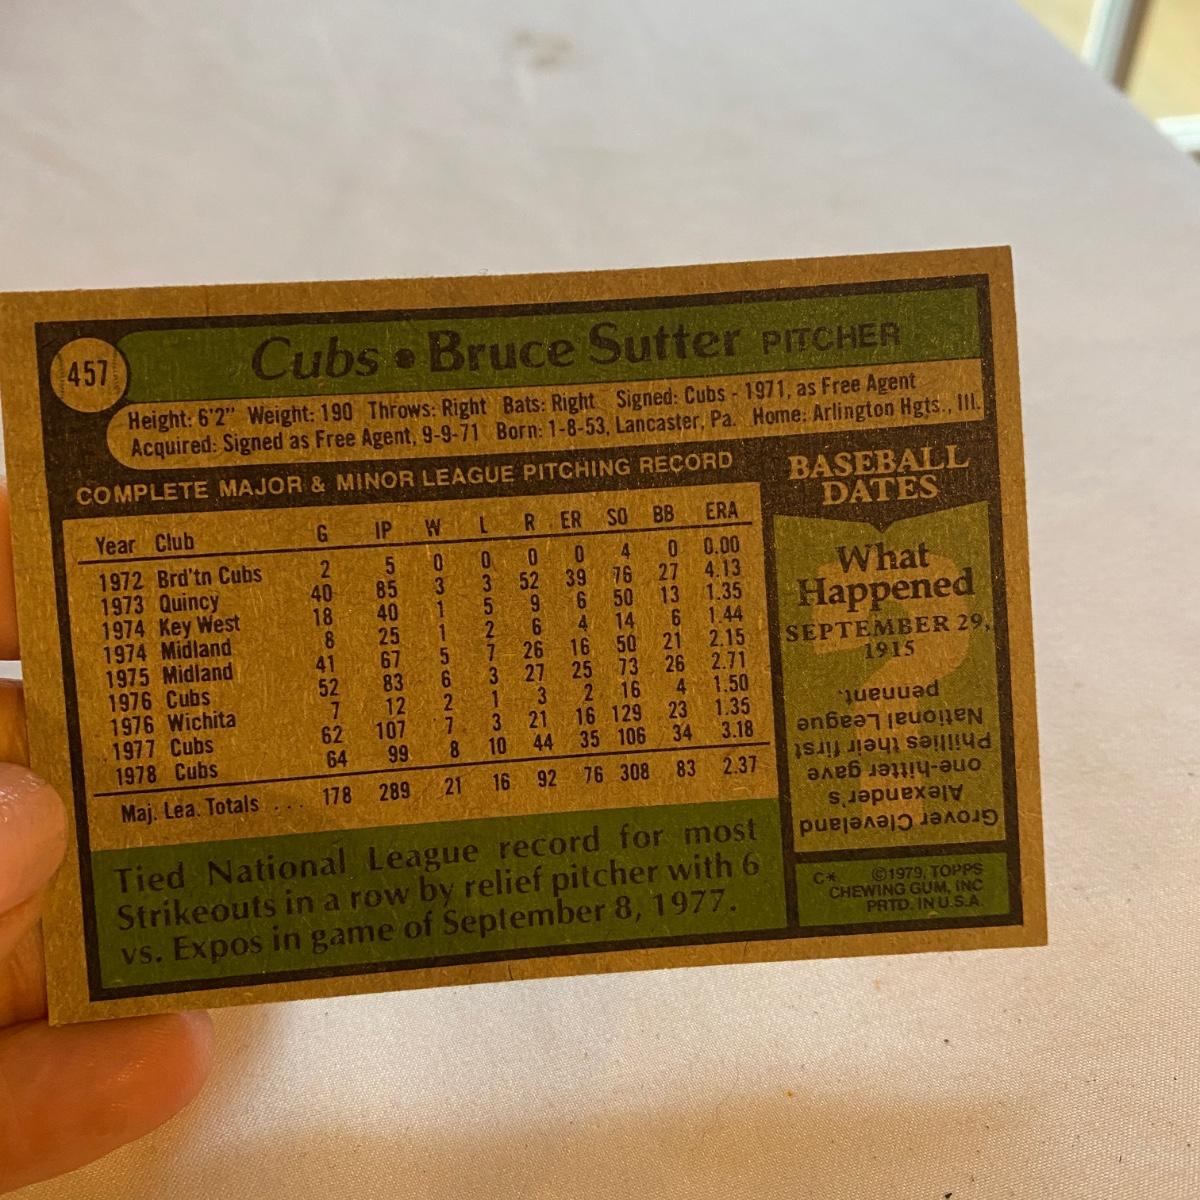 457
Cubs • Bruce Sutter PITCHER
Height: 6'2" Weight: 190 Throws: Right Bats: Right Signed: Cubs - 1971, as Free Agent
Acquired: Signed as Free Agent, 9-9-71 Born: 1-8-53, Lancaster, Pa. Home: Arlington Hgts., Ill.
COMPLETE MAJOR & MINOR LEAGUE PITCHING RECORD
Year Club G IP W L R ER SO BB ERA
1972 Brd'tn Cubs 2 5 0 0 0 0 4 0 0.00
1973 Quincy 40 85 3 3 52 39 76 27 4.13
1974 Key West 18 40 1 5 9 6 50 13 1.35
1974 Midland 8 25 1 2 6 4 14 6 1.44
1975 Midland 41 67 5 7 26 16 50 21 2.15
1976 Cubs 52 83 6 3 27 25 73 26 2.71
1976 Wichita 7 12 2 1 3 2 16 4 1.50
1977 Cubs 62 107 7 3 21 16 129 23 1.35
1978 Cubs 64 99 8 10 44 35 106 34 3.18
Maj. Lea. Totals ... 178 289 21 16 92 76 308 83 2.37
Tied National League record for most
Strikeouts in a row by relief pitcher with 6
vs. Expos in game of September 8, 1977.
BASEBALL
DATES
What
Happened
SEPTEMBER 29,
1915
Grover Cleveland
Alexander's
one-hitter gave
Phillies their first
National League
pennant.
C* ©1979, TOPPS
CHEWING GUM, INC
PRTD. IN U.S.A.